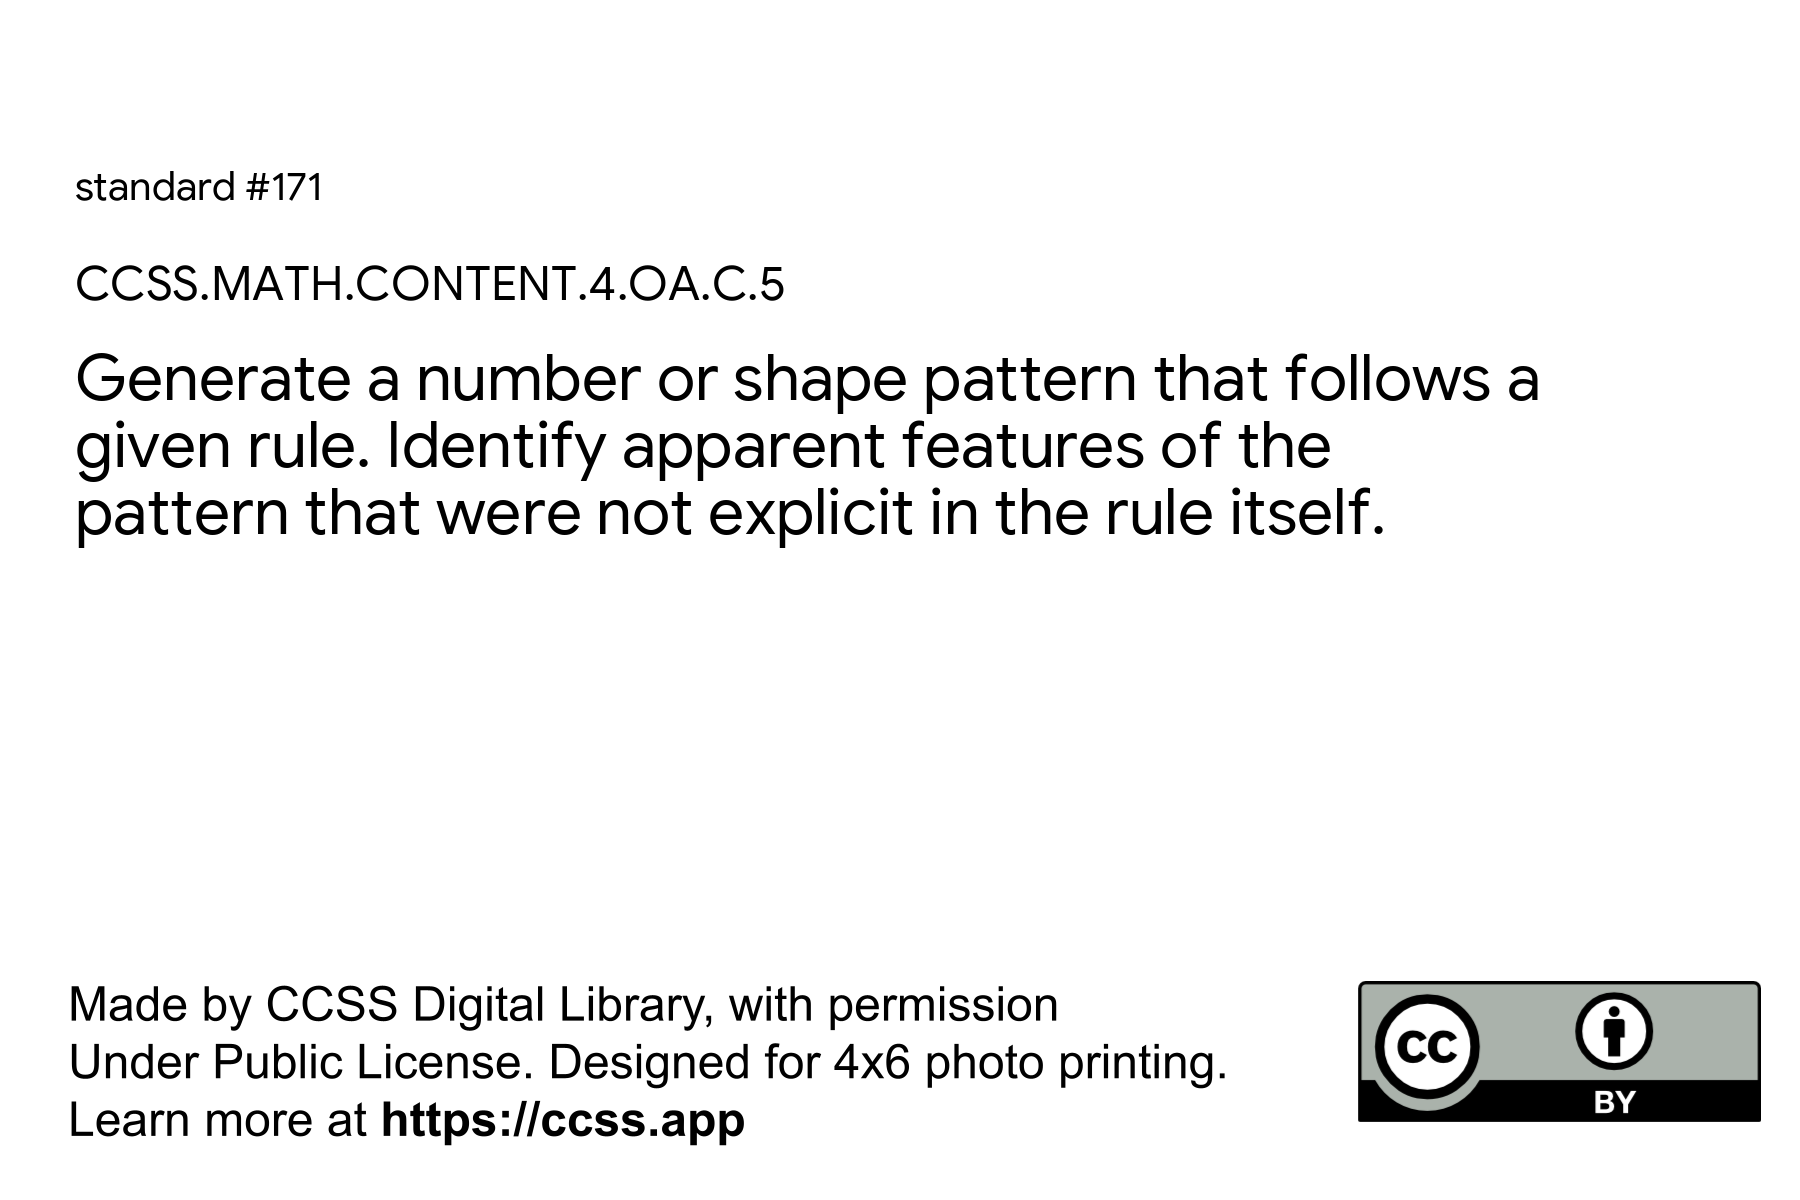 standard #171
CCSS.MATH.CONTENT.4.OA.C.5
Generate a number or shape pattern that follows a
given rule. Identify apparent features of the
pattern that were not explicit in the rule itself.
Made by CCSS Digital Library, with permission
Under Public License. Designed for 4x6 photo printing.
Learn more at https://ccss.app
cc
BY